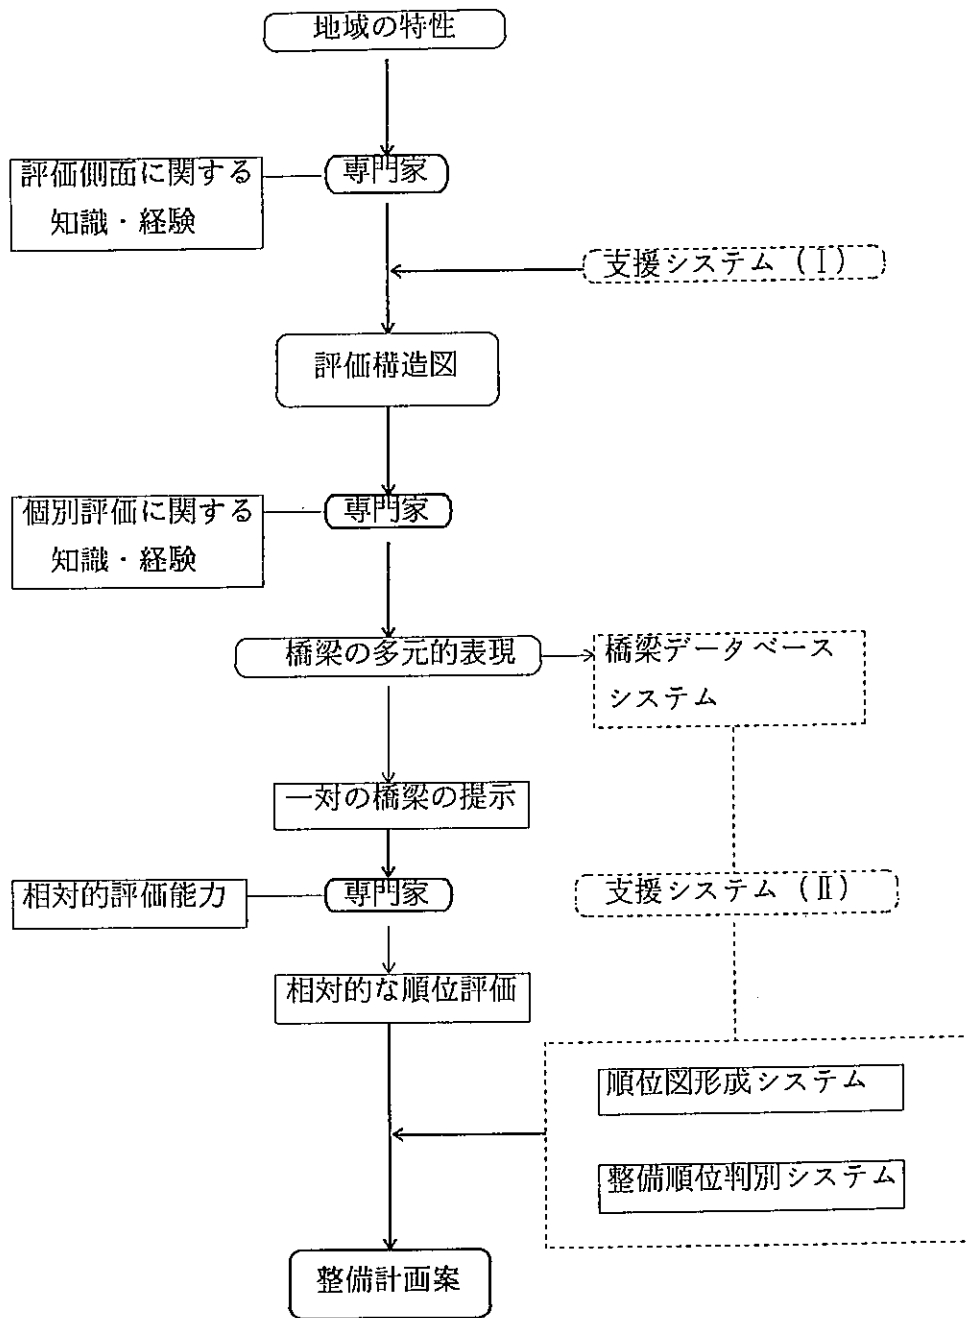 地域の特性
専門家
評価側面に関する
知識・経験
支援システム（Ⅰ）
評価構造図
専門家
個別評価に関する
知識・経験
橋梁の多元的表現
橋梁データベース
システム
一対の橋梁の提示
専門家
相対的評価能力
支援システム（Ⅱ）
相対的な順位評価
順位図形成システム
整備順位判別システム
整備計画案